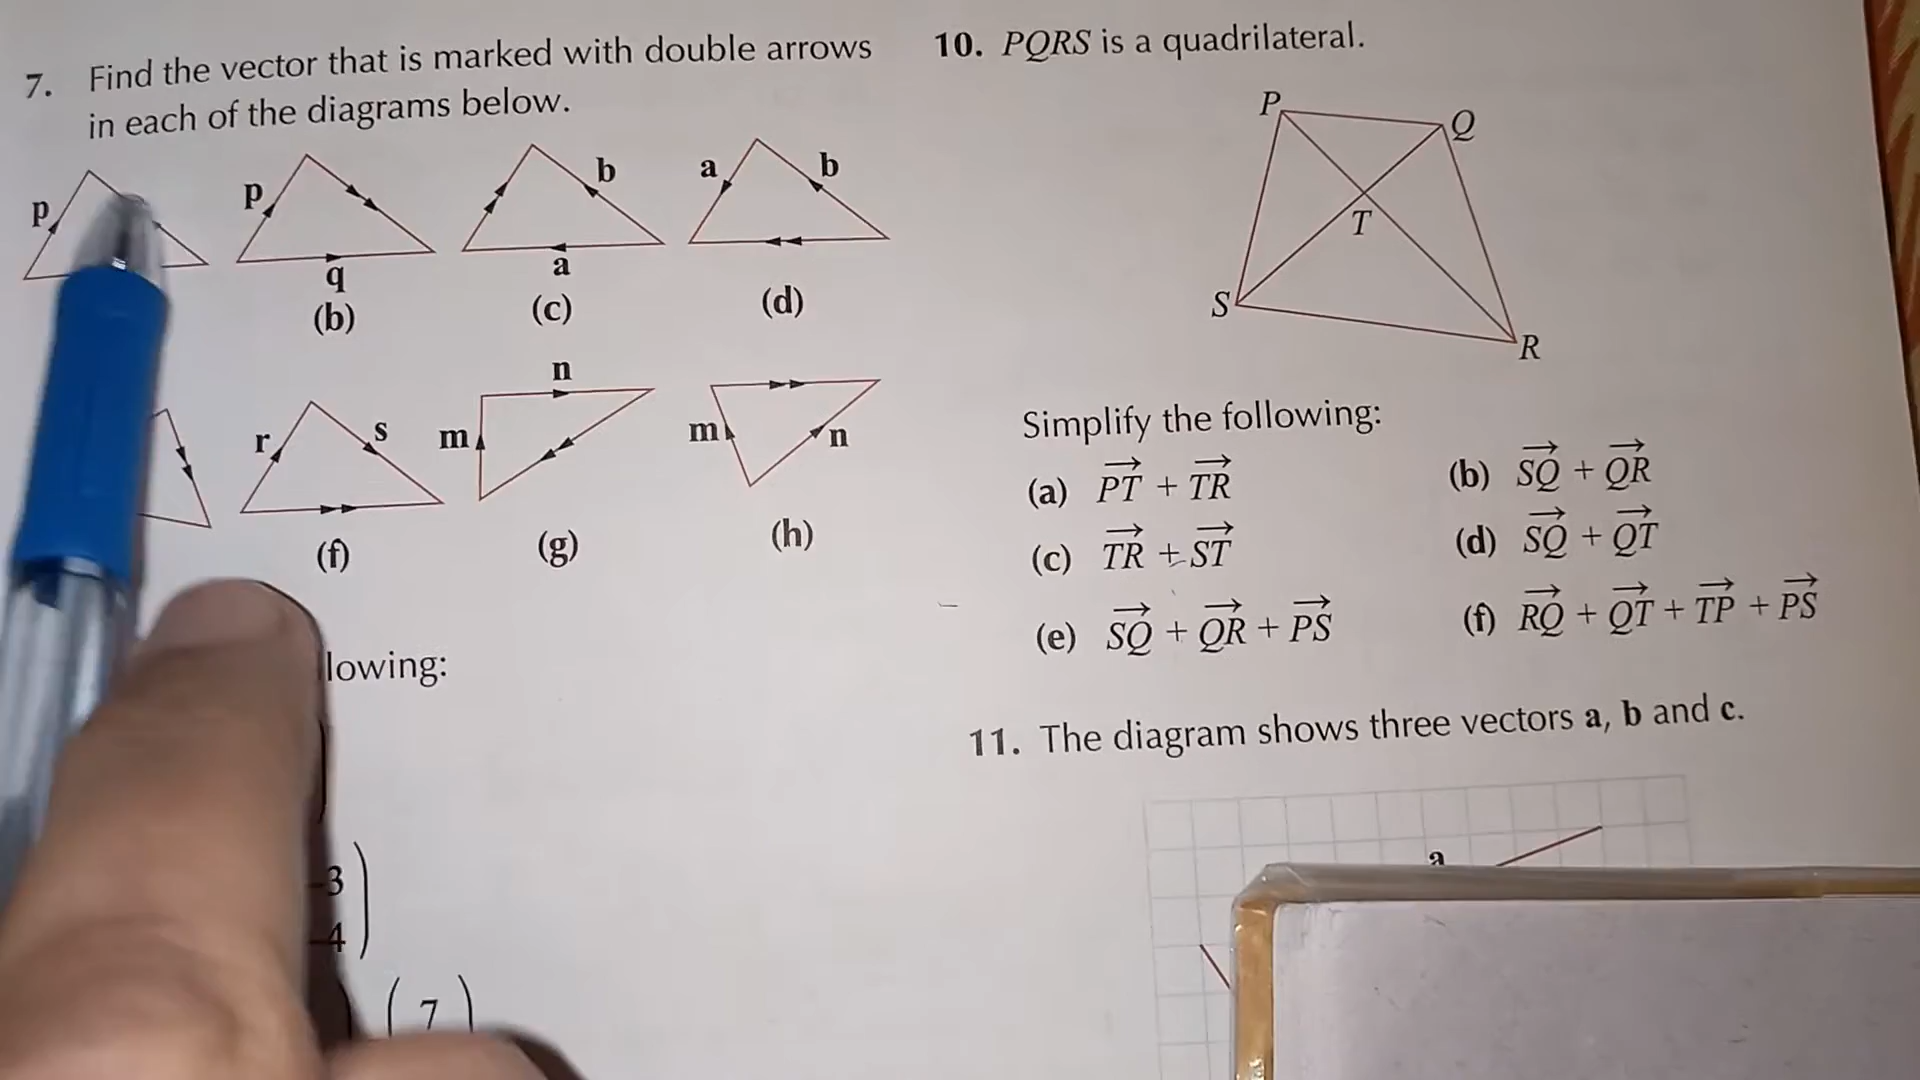 7. Find the vector that is marked with double arrows
in each of the diagrams below.
p
p
q
(b)
b
a
(c)
a
b
(d)
r
s
(f)
n
m
(g)
m
n
(h)
lowing:
-3
-4
7
10. PQRS is a quadrilateral.
P
Q
T
S
R
Simplify the following:
(a) PT⃗ + TR⃗
(b) SQ⃗ + QR⃗
(c) TR⃗ + ST⃗
(d) SQ⃗ + QT⃗
(e) SQ⃗ + QR⃗ + PS⃗
(f) RQ⃗ + QT⃗ + TP⃗ + PS⃗
11. The diagram shows three vectors a, b and c.
a